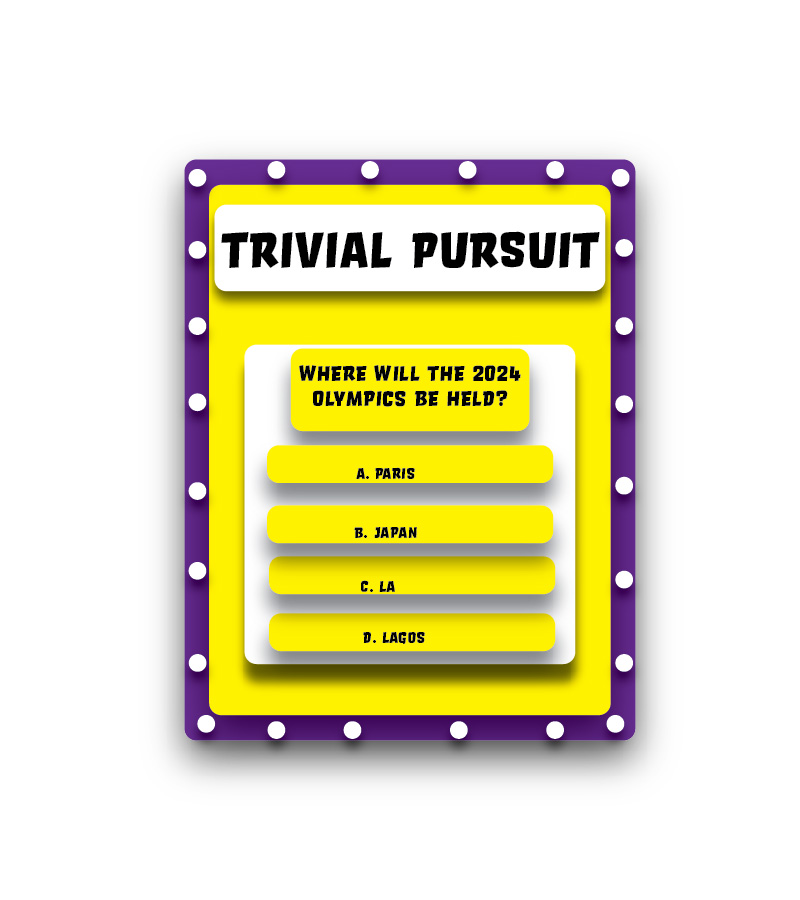 TRIVIAL PURSUIT
WHERE WILL THE 2024
OLYMPICS BE HELD?
A. PARIS
B. JAPAN
C. LA
D. LAGOS